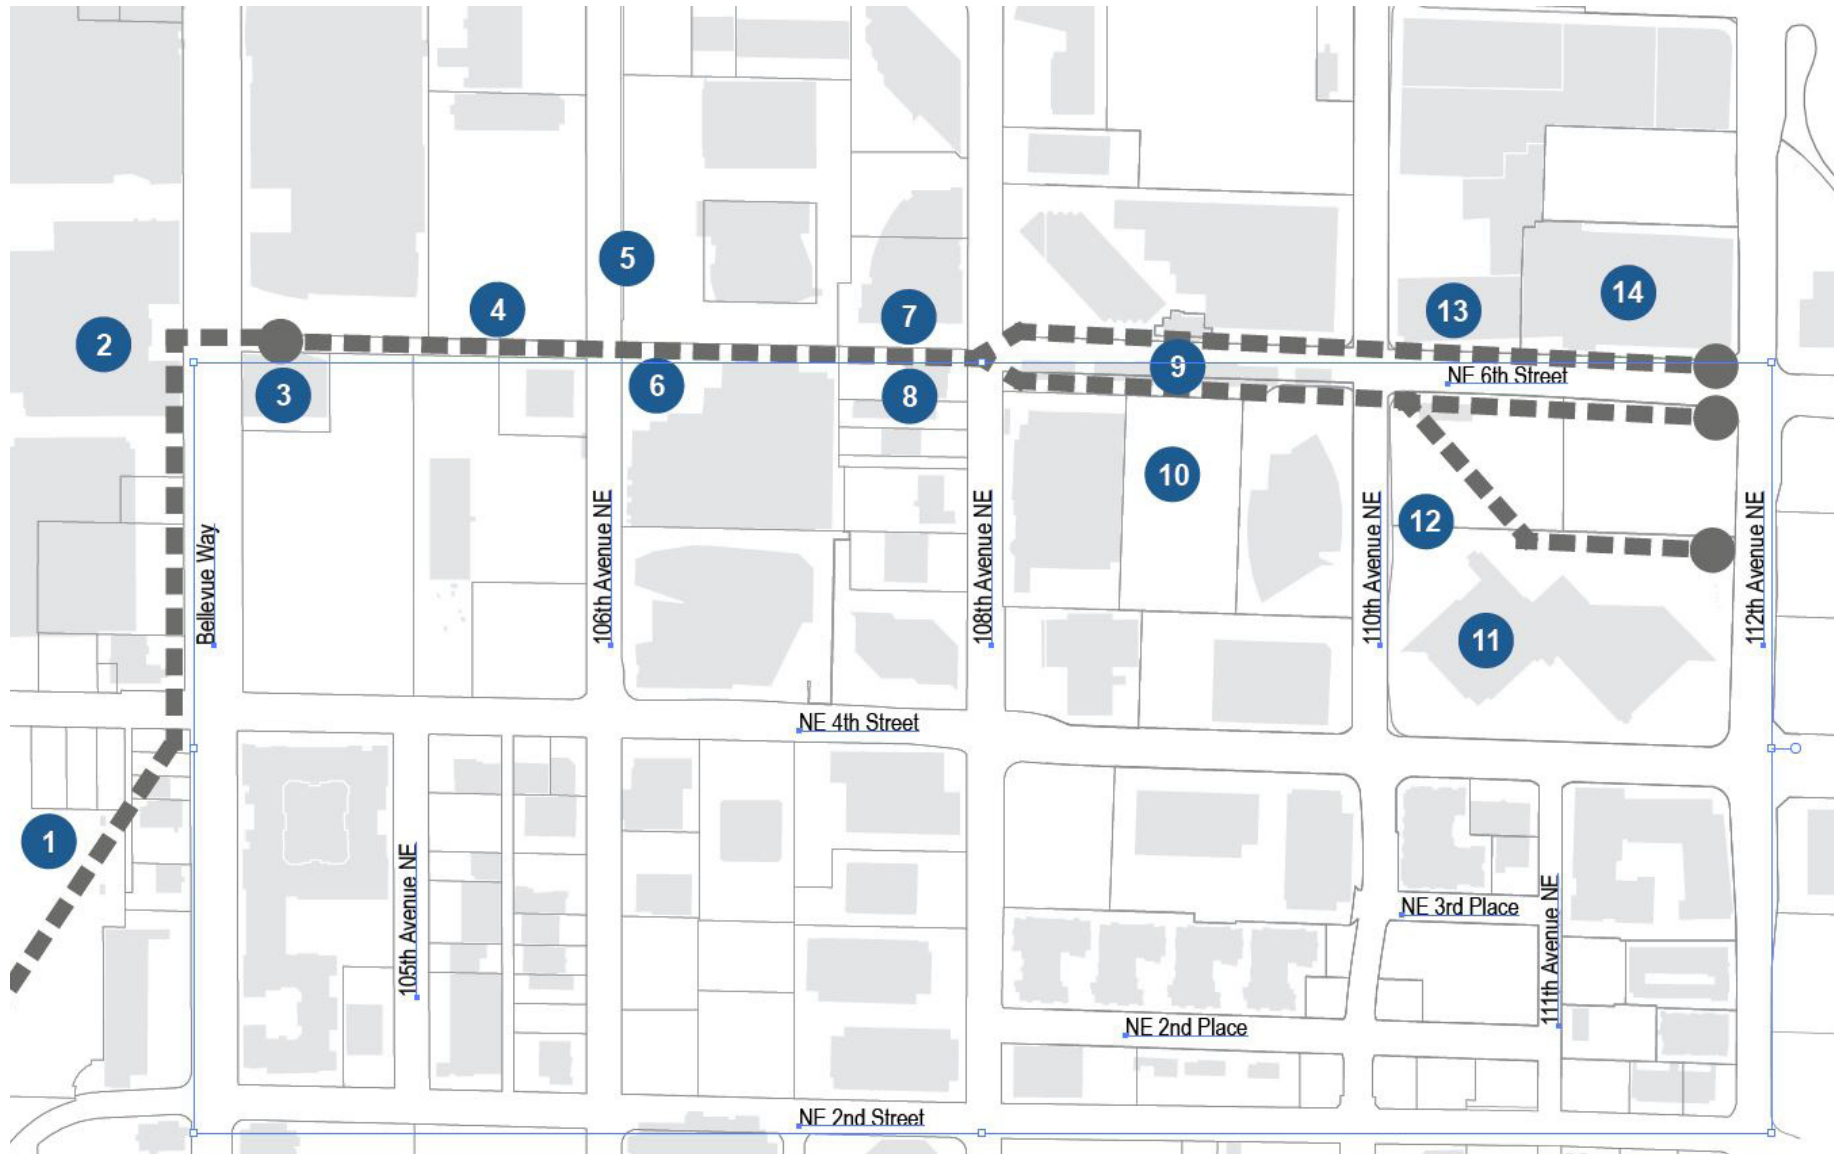 5
14
4
13
7
2
9
NE 6th Street
6
3
8
10
12
Bellevue Way
106th Avenue NE
108th Avenue NE
110th Avenue NE
112th Avenue NE
11
NE 4th Street
1
105th Avenue NE
NE 3rd Place
111th Avenue NE
NE 2nd Place
NE 2nd Street